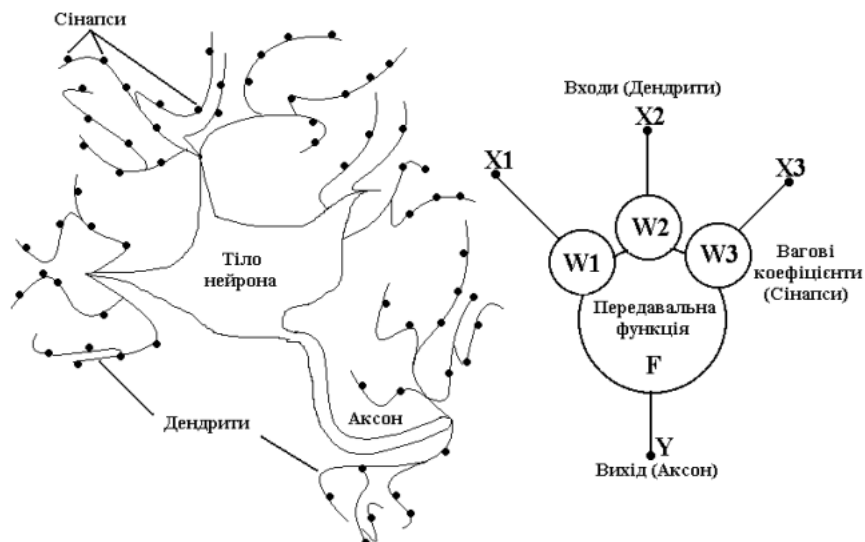 Сінапси
Тіло
нейрона
Аксон
Дендрити
Входи (Дендрити)
X2
X1
X3
W1
W2
W3
Вагові
коефіцієнти
(Сінапси)
Передавальна
функція
F
Y
Вихід (Аксон)